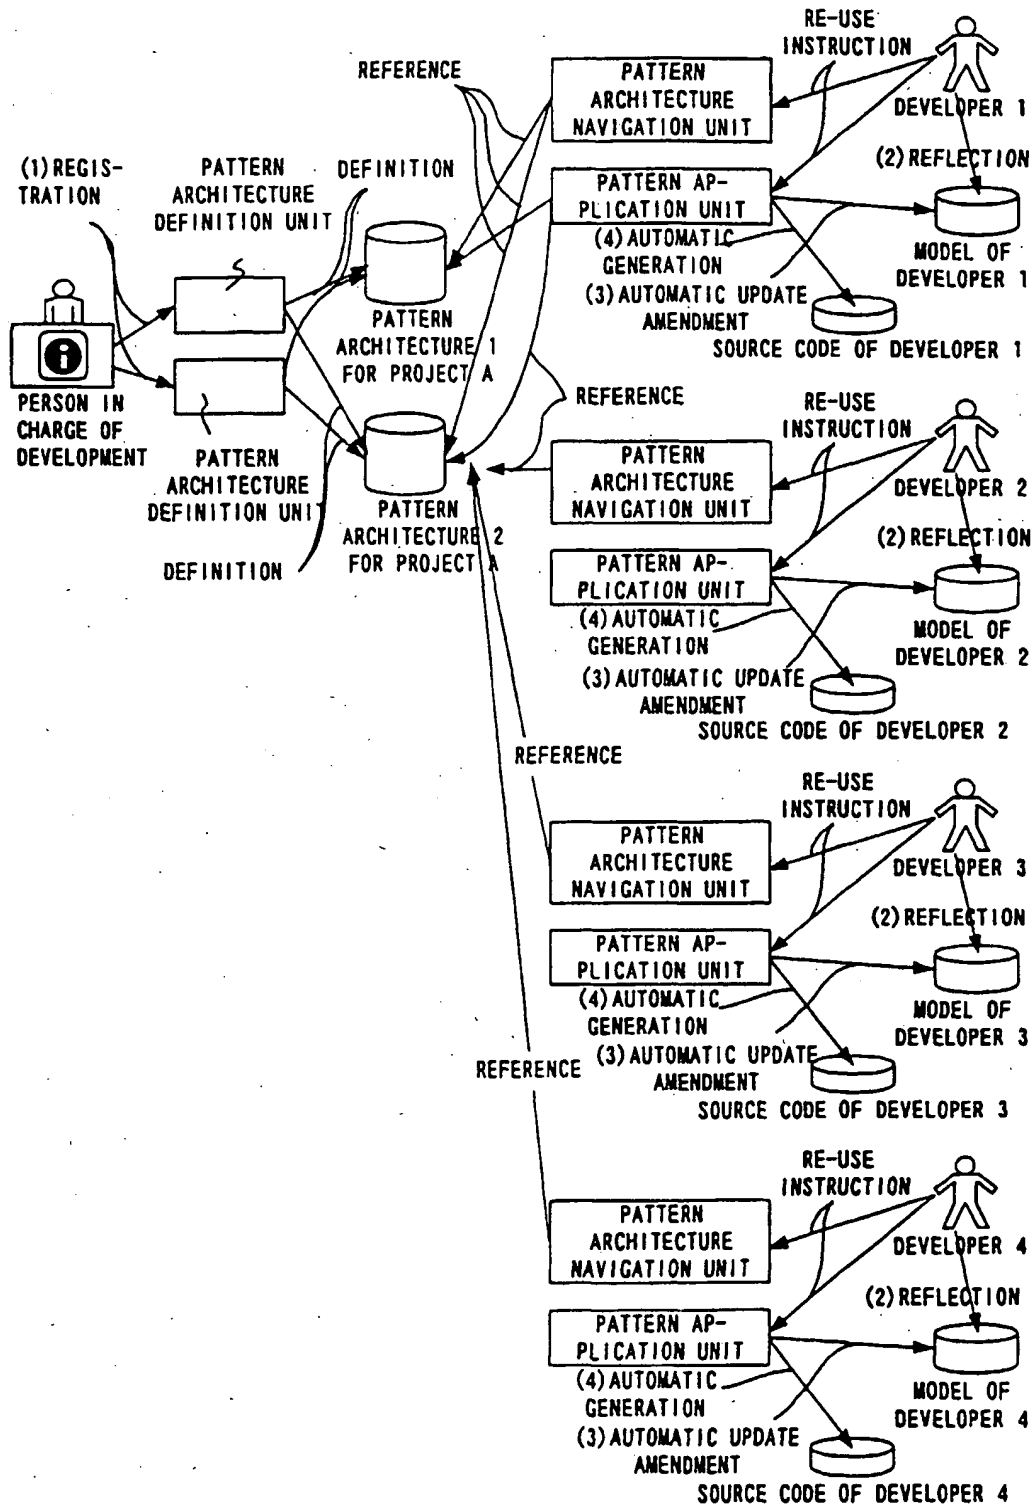 RE-USE
INSTRUCTION
REFERENCE
PATTERN
ARCHITECTURE
NAVIGATION UNIT
DEVELOPER 1
(1)REGIS-
TRATION
PATTERN
ARCHITECTURE
DEFINITION UNIT
DEFINITION
PATTERN AP-
PLICATION UNIT
(2)REFLECTION
(4)AUTOMATIC
GENERATION
MODEL OF
DEVELOPER 1
(3)AUTOMATIC UPDATE
AMENDMENT
SOURCE CODE OF DEVELOPER 1
PATTERN
ARCHITECTURE 1
FOR PROJECT A
i
PERSON IN
CHARGE OF
DEVELOPMENT
PATTERN
ARCHITECTURE
DEFINITION UNIT
DEFINITION
PATTERN
ARCHITECTURE 2
FOR PROJECT A
REFERENCE
RE-USE
INSTRUCTION
PATTERN
ARCHITECTURE
NAVIGATION UNIT
DEVELOPER 2
PATTERN AP-
PLICATION UNIT
(2)REFLECTION
(4)AUTOMATIC
GENERATION
MODEL OF
DEVELOPER 2
(3)AUTOMATIC UPDATE
AMENDMENT
SOURCE CODE OF DEVELOPER 2
REFERENCE
RE-USE
INSTRUCTION
PATTERN
ARCHITECTURE
NAVIGATION UNIT
DEVELOPER 3
PATTERN AP-
PLICATION UNIT
(2)REFLECTION
(4)AUTOMATIC
GENERATION
MODEL OF
DEVELOPER 3
(3)AUTOMATIC UPDATE
AMENDMENT
SOURCE CODE OF DEVELOPER 3
REFERENCE
RE-USE
INSTRUCTION
PATTERN
ARCHITECTURE
NAVIGATION UNIT
DEVELOPER 4
PATTERN AP-
PLICATION UNIT
(2)REFLECTION
(4)AUTOMATIC
GENERATION
MODEL OF
DEVELOPER 4
(3)AUTOMATIC UPDATE
AMENDMENT
SOURCE CODE OF DEVELOPER 4